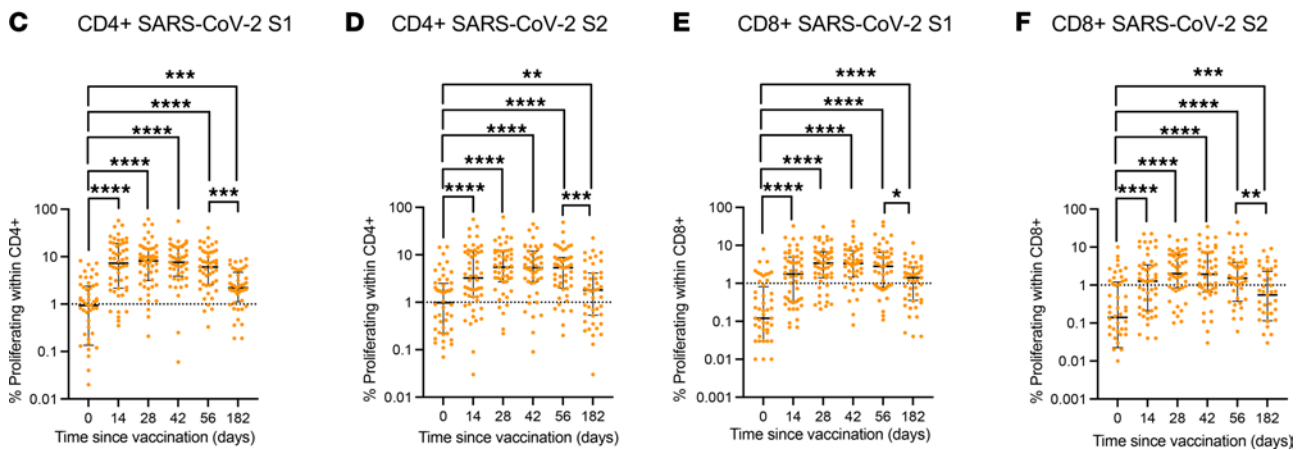 C CD4+ SARS-CoV-2 S1
*** 
****
****
****
****
***
% Proliferating within CD4+
100
10
1
0.1
0.01
0 14 28 42 56 182
Time since vaccination (days)
D CD4+ SARS-CoV-2 S2
**
****
****
****
****
***
% Proliferating within CD4+
100
10
1
0.1
0.01
0 14 28 42 56 182
Time since vaccination (days)
E CD8+ SARS-CoV-2 S1
****
****
****
****
****
*
% Proliferating within CD8+
100
10
1
0.1
0.01
0.001
0 14 28 42 56 182
Time since vaccination (days)
F CD8+ SARS-CoV-2 S2
***
****
****
****
****
**
% Proliferating within CD8+
100
10
1
0.1
0.01
0.001
0 14 28 42 56 182
Time since vaccination (days)